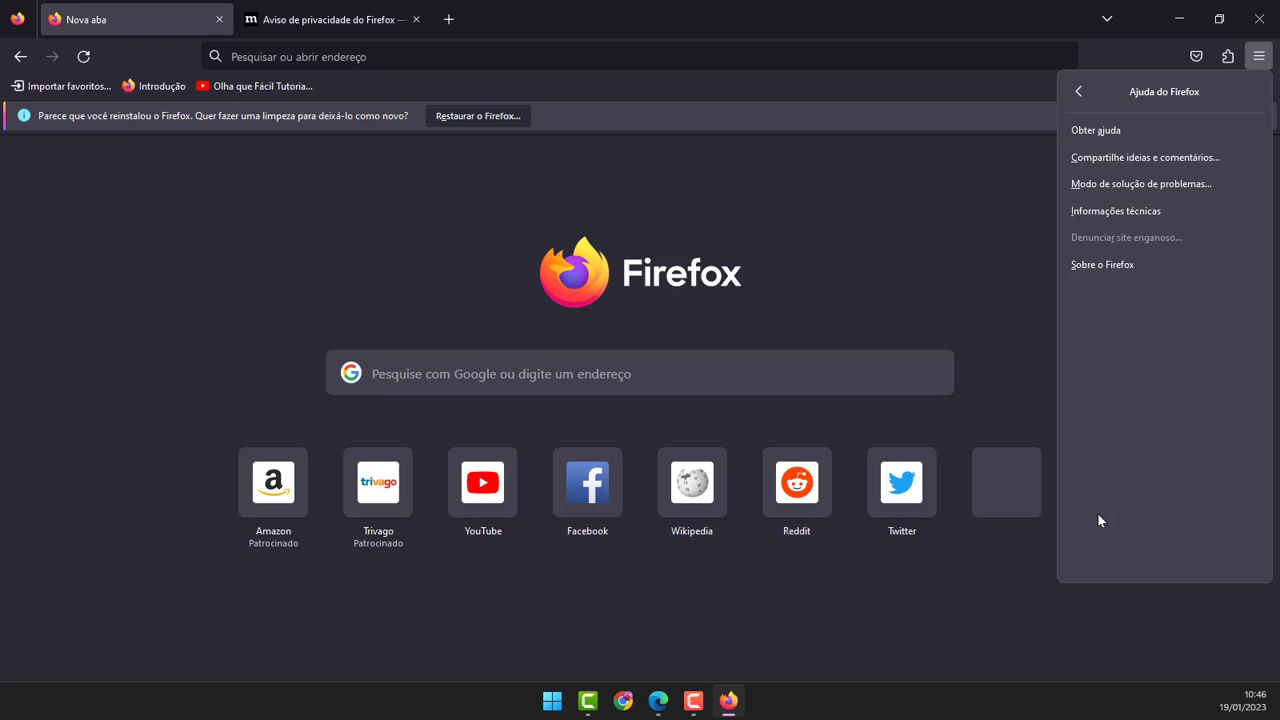 Nova aba
Aviso de privacidade do Firefox —
Pesquisar ou abrir endereço
Importar favoritos...
Introdução
Olha que Fácil Tutoria...
Parece que você reinstalou o Firefox. Quer fazer uma limpeza para deixá-lo como novo?
Restaurar o Firefox...
Ajuda do Firefox
Obter ajuda
Compartilhe ideias e comentários...
Modo de solução de problemas...
Informações técnicas
Denunciar site enganoso...
Sobre o Firefox
Firefox
Pesquise com Google ou digite um endereço
trivago
Amazon
Patrocinado
Trivago
Patrocinado
YouTube
Facebook
Wikipedia
Reddit
Twitter
10:46
19/01/2023